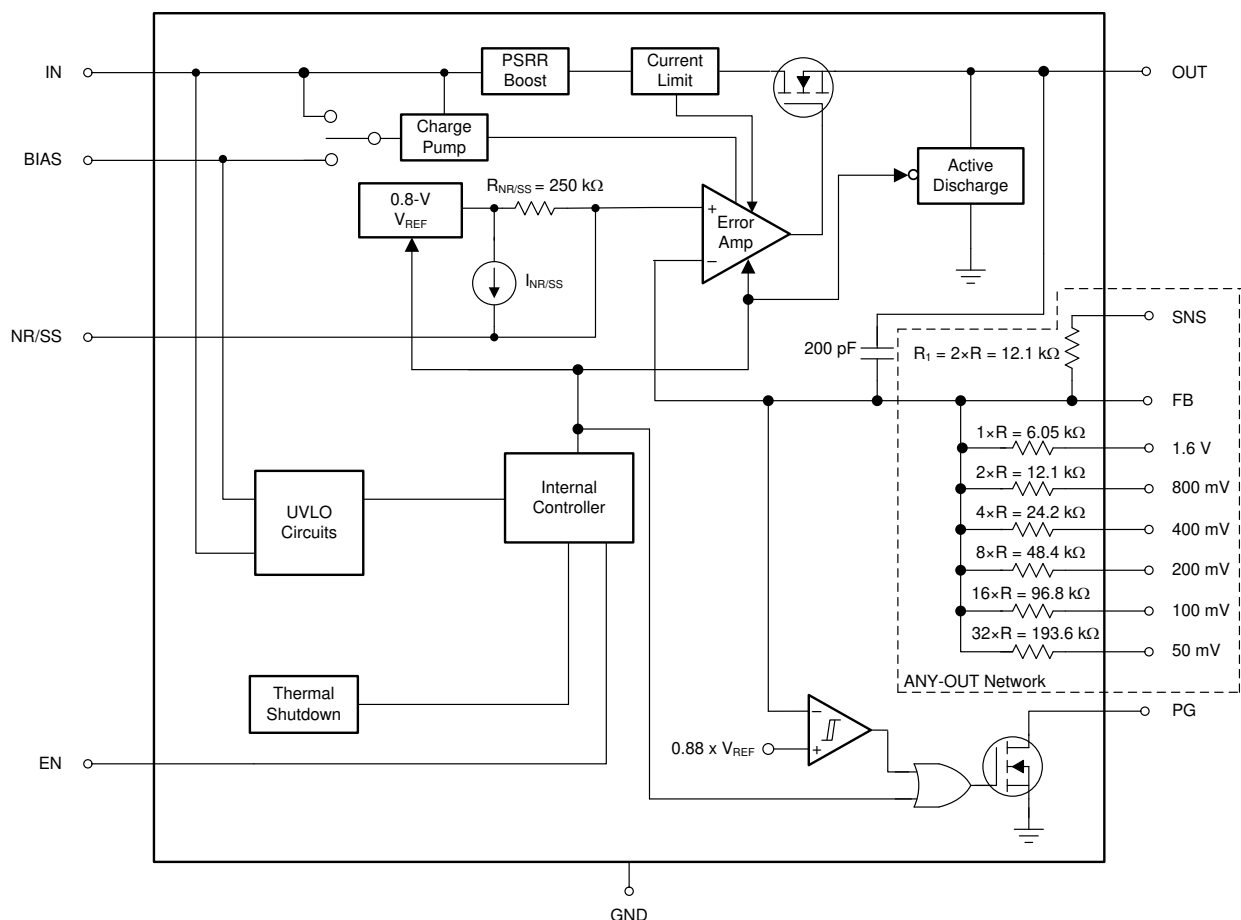 IN
PSRR
Boost
Current
Limit
OUT
Charge
Pump
BIAS
Active
Discharge
0.8-V
VREF
RNR/SS = 250 kΩ
+
Error
Amp
−
INR/SS
NR/SS
SNS
200 pF
R1 = 2×R = 12.1 kΩ
FB
1×R = 6.05 kΩ
1.6 V
2×R = 12.1 kΩ
800 mV
4×R = 24.2 kΩ
400 mV
8×R = 48.4 kΩ
200 mV
16×R = 96.8 kΩ
100 mV
32×R = 193.6 kΩ
50 mV
ANY-OUT Network
UVLO
Circuits
Internal
Controller
Thermal
Shutdown
PG
−
0.88 x VREF
+
EN
GND